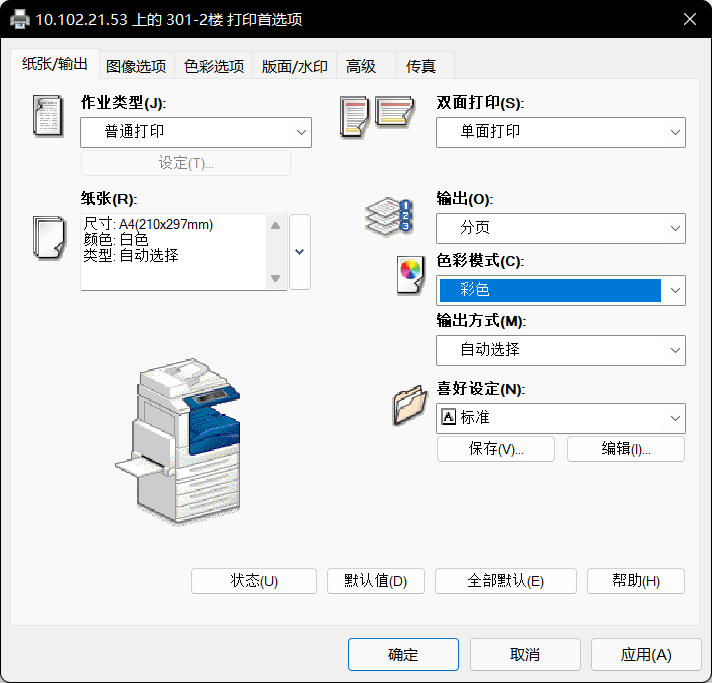 10.102.21.53 上的 301-2楼 打印首选项
纸张/输出
图像选项
色彩选项
版面/水印
高级
传真
作业类型(J):
普通打印
设定(T)...
纸张(R):
尺寸: A4(210x297mm)
颜色: 白色
类型: 自动选择
双面打印(S):
单面打印
输出(O):
1
2
3
分页
色彩模式(C):
彩色
输出方式(M):
自动选择
喜好设定(N):
A 标准
保存(V)...
编辑(I)...
状态(U)
默认值(D)
全部默认(E)
帮助(H)
确定
取消
应用(A)